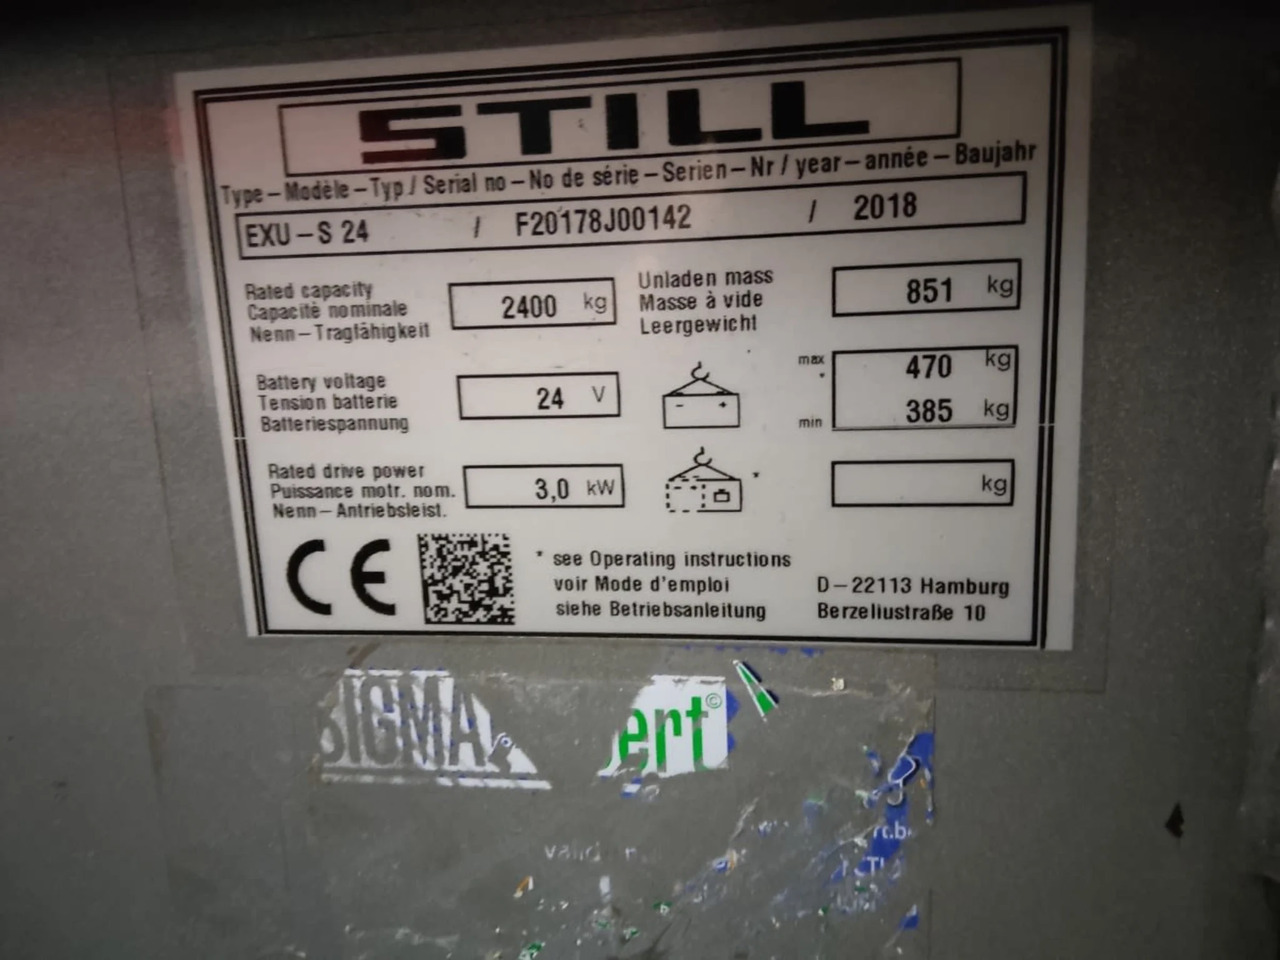 STILL
Type – Modèle – Typ / Serial no – No de série – Serien – Nr / year – année – Baujahr
EXU – S 24 / F20178J00142 / 2018
Rated capacity
Capacité nominale
Nenn – Tragfähigkeit
2400 kg
Unladen mass
Masse à vide
Leergewicht
851 kg
Battery voltage
Tension batterie
Batteriespannung
24 V
max 470 kg
*
min 385 kg
Rated drive power
Puissance motr. nom.
Nenn – Antriebsleist.
3,0 kW
*
kg
CE
* see Operating instructions
voir Mode d'emploi
siehe Betriebsanleitung
D – 22113 Hamburg
Berzeliustraße 10
SIGMA ert©